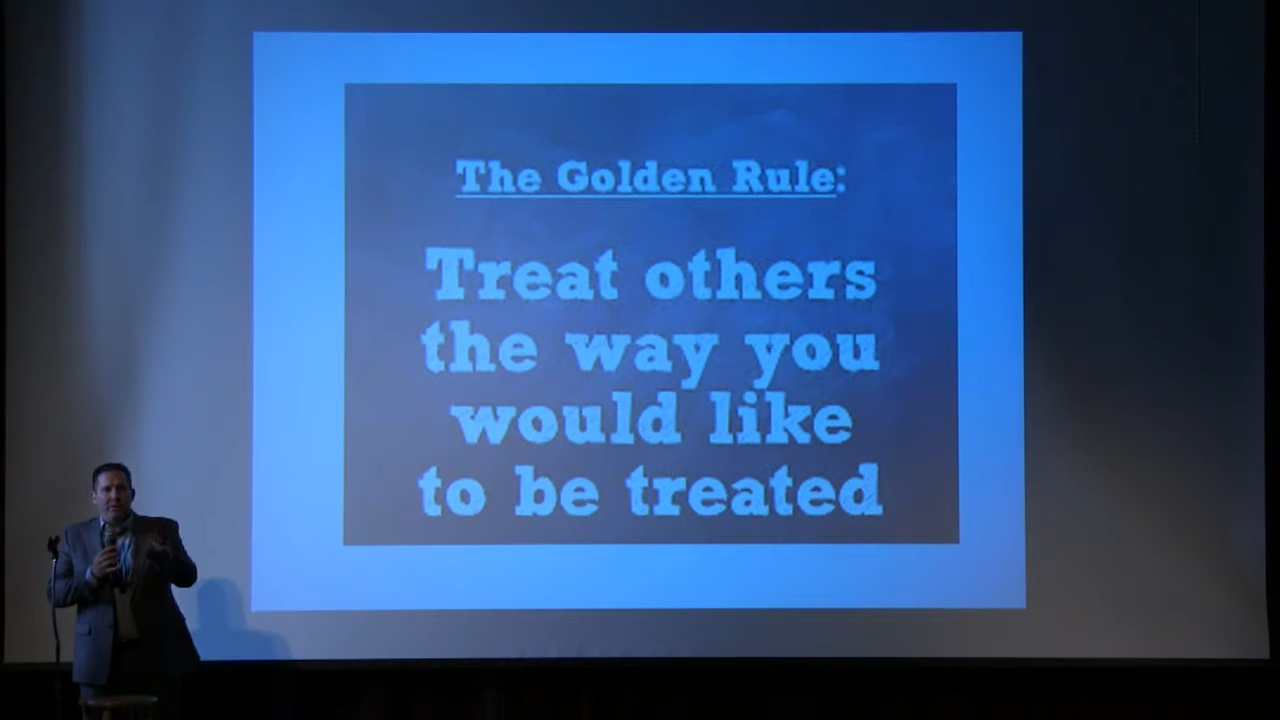 The Golden Rule:
Treat others
the way you
would like
to be treated